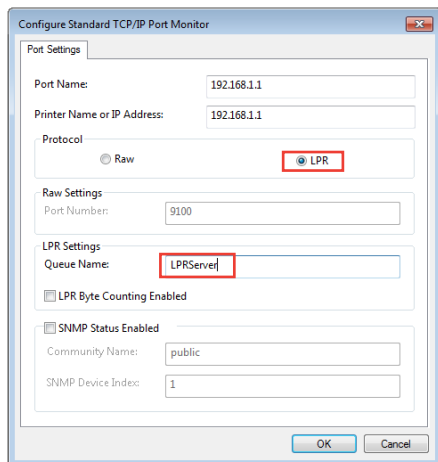 Configure Standard TCP/IP Port Monitor
Port Settings
Port Name: 192.168.1.1
Printer Name or IP Address: 192.168.1.1
Protocol
Raw LPR
Raw Settings
Port Number: 9100
LPR Settings
Queue Name: LPRServer
LPR Byte Counting Enabled
SNMP Status Enabled
Community Name: public
SNMP Device Index: 1
OK Cancel